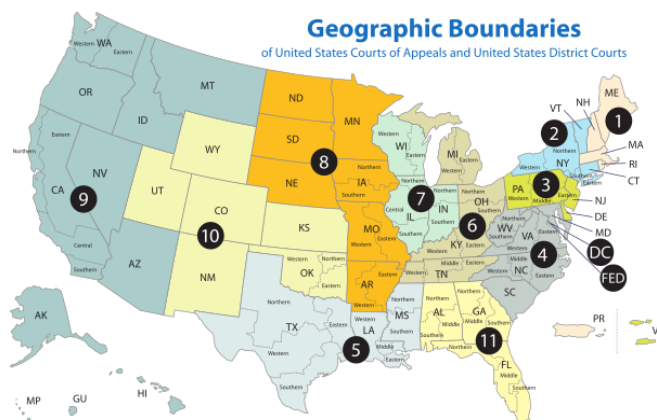 Geographic Boundaries
of United States Courts of Appeals and United States District Courts
WA
Western
Eastern
OR
ID
MT
ND
MN
SD
8
NE
IA
Northern
Southern
WI
Western
Eastern
MI
Western
Eastern
VT
NH
ME
1
2
Northern
NY
Western
Southern
Eastern
MA
RI
CT
3
PA
Western
Middle
Eastern
NJ
DE
MD
DC
FED
Northern
Eastern
NV
CA
9
Central
Southern
WY
UT
CO
10
KS
MO
Western
Eastern
7
Northern
Central
IL
Southern
Northern
IN
Southern
Northern
OH
Southern
6
KY
Western
Eastern
Northern
WV
Southern
VA
Western
Eastern
4
AZ
NM
Northern
OK
Western
Eastern
AR
Western
Eastern
TN
Western
Middle
Eastern
NC
Western
Middle
Eastern
SC
TX
Northern
Western
Eastern
Southern
LA
Western
Middle
Eastern
5
MS
Northern
Southern
AL
Northern
Middle
Southern
GA
Northern
Middle
Southern
11
FL
Northern
Middle
Southern
AK
HI
GU
MP
PR